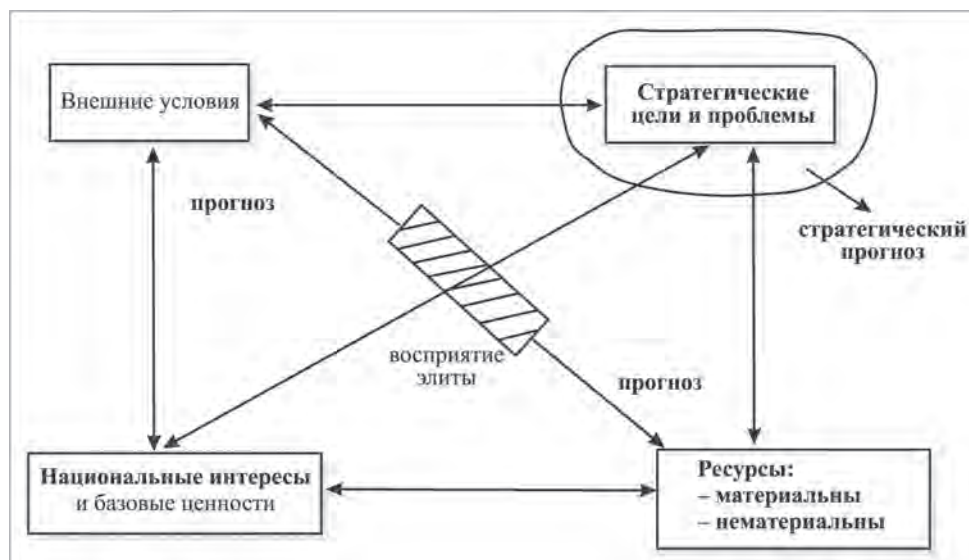 Внешние условия
Стратегические
цели и проблемы
прогноз
стратегический
прогноз
восприятие
элиты
прогноз
Национальные интересы
и базовые ценности
Ресурсы:
– материальны
– нематериальны